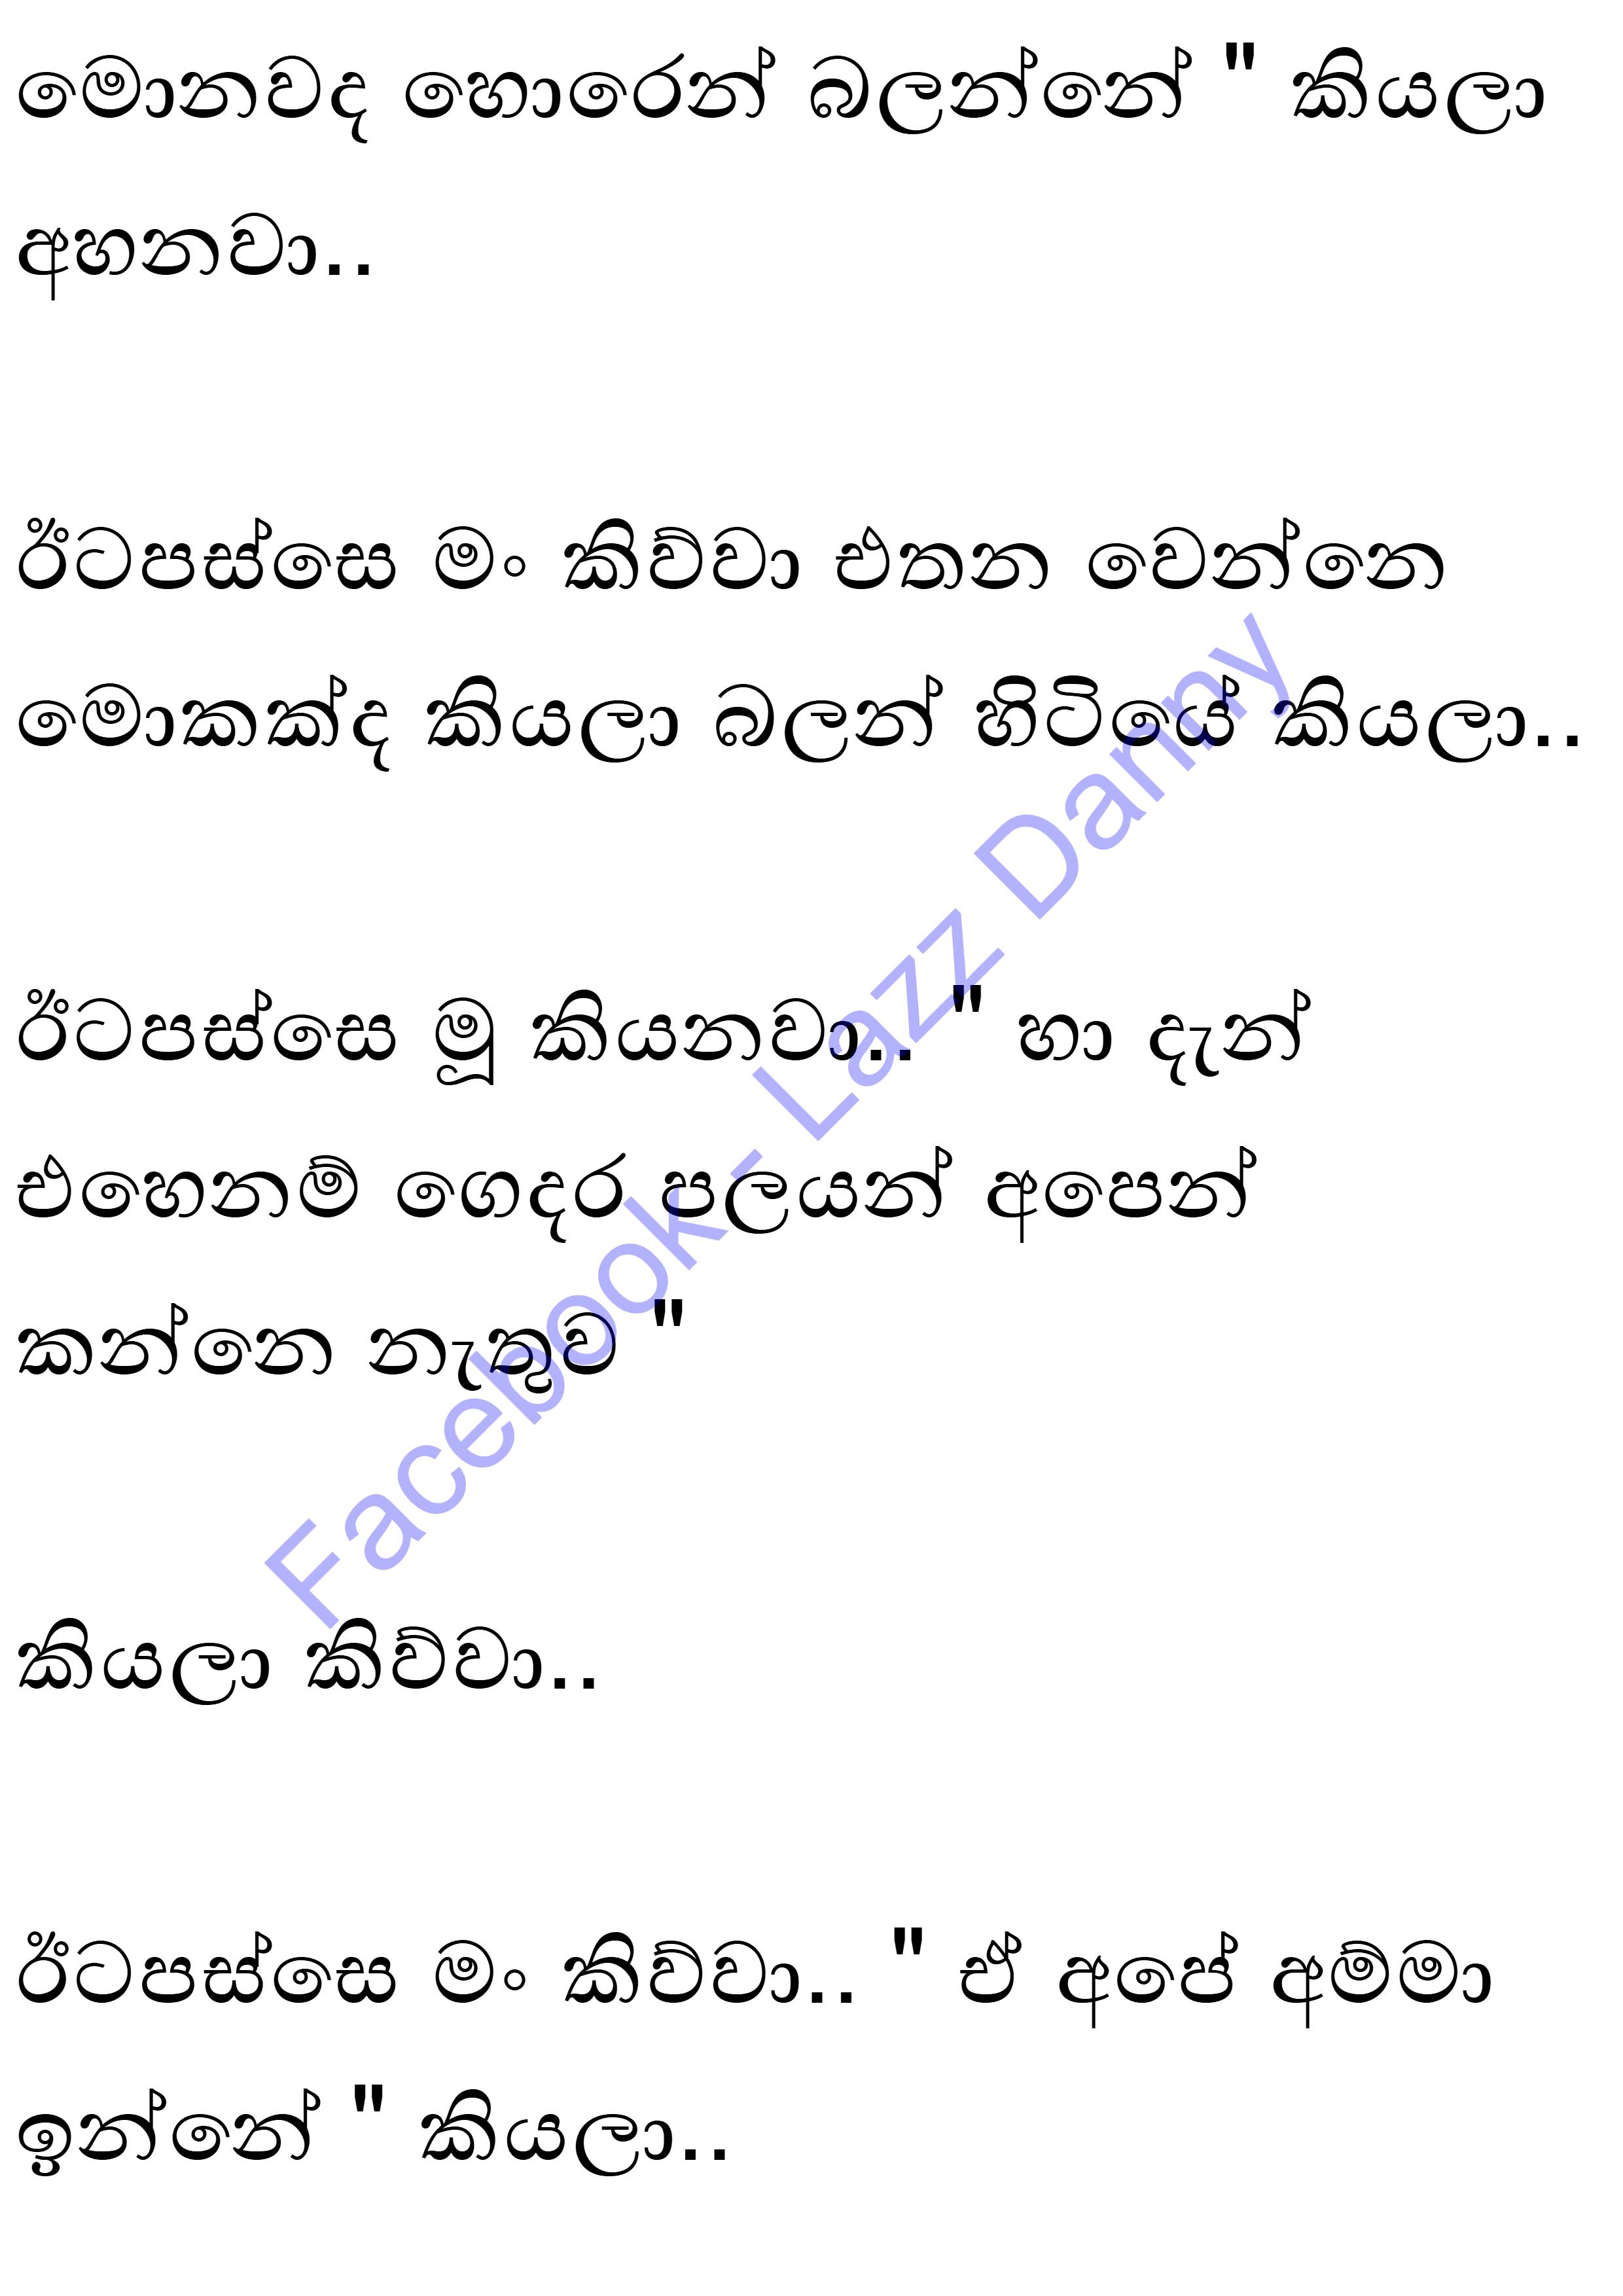 මොනවද හොරෙන් බලන්නේ " කියලා
අහනවා..
ඊටපස්සෙ මං කිව්වා එතන වෙන්නෙ
මොකක්ද කියලා බලන් හිටියේ කියලා..
ඊටපස්සෙ මූ කියනවා.. " හා දැන්
එහෙනම් ගෙදර පලයන් අපෙන්
කන්නෙ නැතුව "
කියලා කිව්වා..
ඊටපස්සෙ මං කිව්වා.. " ඒ අපේ අම්මා
ඉන්නේ " කියලා..
Facebook - Lazz Danny